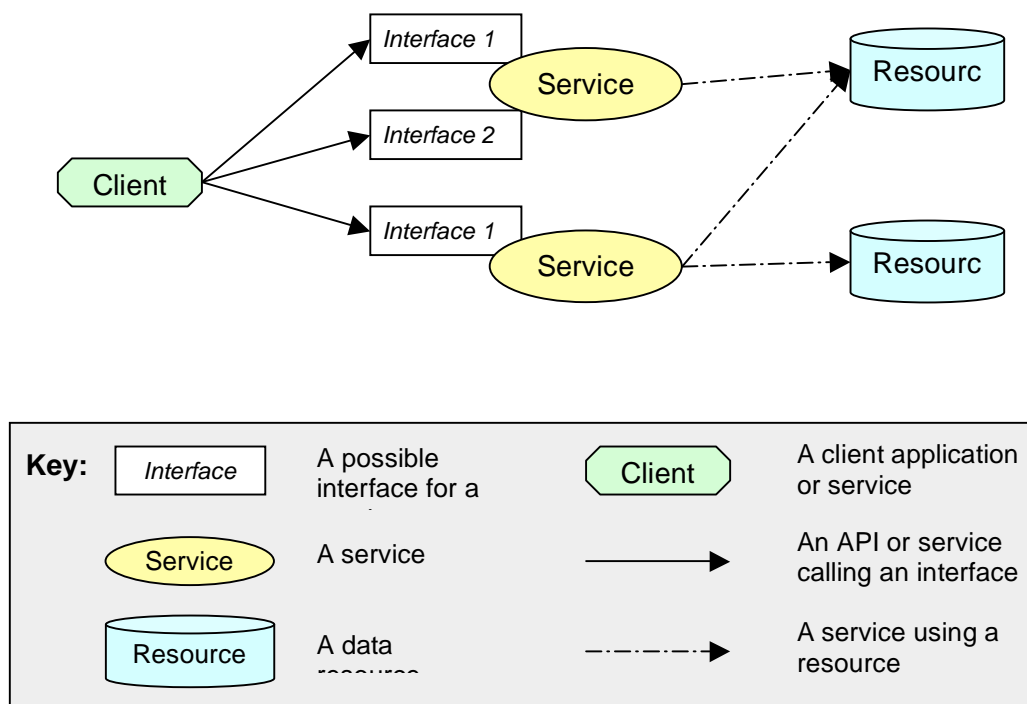 Interface 1
Service
Resourc
Interface 2
Client
Interface 1
Service
Resourc
Key:
Interface
A possible
interface for a
Client
A client application
or service
Service
A service
An API or service
calling an interface
Resource
A data
resource
A service using a
resource